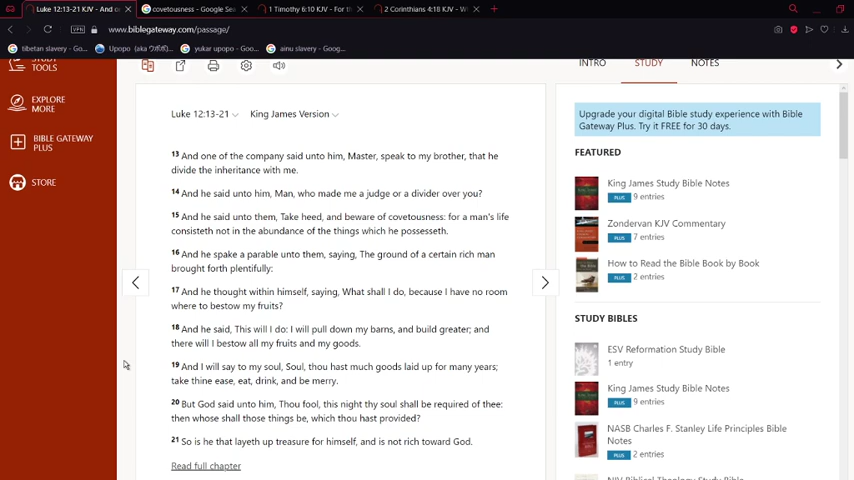 Luke 12:13-21 KJV - And o
covetousness - Google Se
1 Timothy 6:10 KJV - For th
2 Corinthians 4:18 KJV - W
VPN
www.biblegateway.com/passage/
tibetan slavery - Go...
Upopo (aka ウポポ)...
yukar upopo - Goo...
ainu slavery - Goog...
STUDY
TOOLS
EXPLORE
MORE
BIBLE GATEWAY
PLUS
STORE
INTRO STUDY NOTES
Luke 12:13-21 King James Version
13 And one of the company said unto him, Master, speak to my brother, that he
divide the inheritance with me.
14 And he said unto him, Man, who made me a judge or a divider over you?
15 And he said unto them, Take heed, and beware of covetousness: for a man's life
consisteth not in the abundance of the things which he possesseth.
16 And he spake a parable unto them, saying, The ground of a certain rich man
brought forth plentifully:
17 And he thought within himself, saying, What shall I do, because I have no room
where to bestow my fruits?
18 And he said, This will I do: I will pull down my barns, and build greater; and
there will I bestow all my fruits and my goods.
19 And I will say to my soul, Soul, thou hast much goods laid up for many years;
take thine ease, eat, drink, and be merry.
20 But God said unto him, Thou fool, this night thy soul shall be required of thee:
then whose shall those things be, which thou hast provided?
21 So is he that layeth up treasure for himself, and is not rich toward God.
Read full chapter
Upgrade your digital Bible study experience with Bible
Gateway Plus. Try it FREE for 30 days.
FEATURED
King James Study Bible Notes
PLUS 9 entries
Zondervan KJV Commentary
PLUS 7 entries
How to Read the Bible Book by Book
PLUS 2 entries
STUDY BIBLES
ESV Reformation Study Bible
1 entry
King James Study Bible Notes
PLUS 9 entries
NASB Charles F. Stanley Life Principles Bible
Notes
PLUS 2 entries
NIV Biblical Theology Study Bible